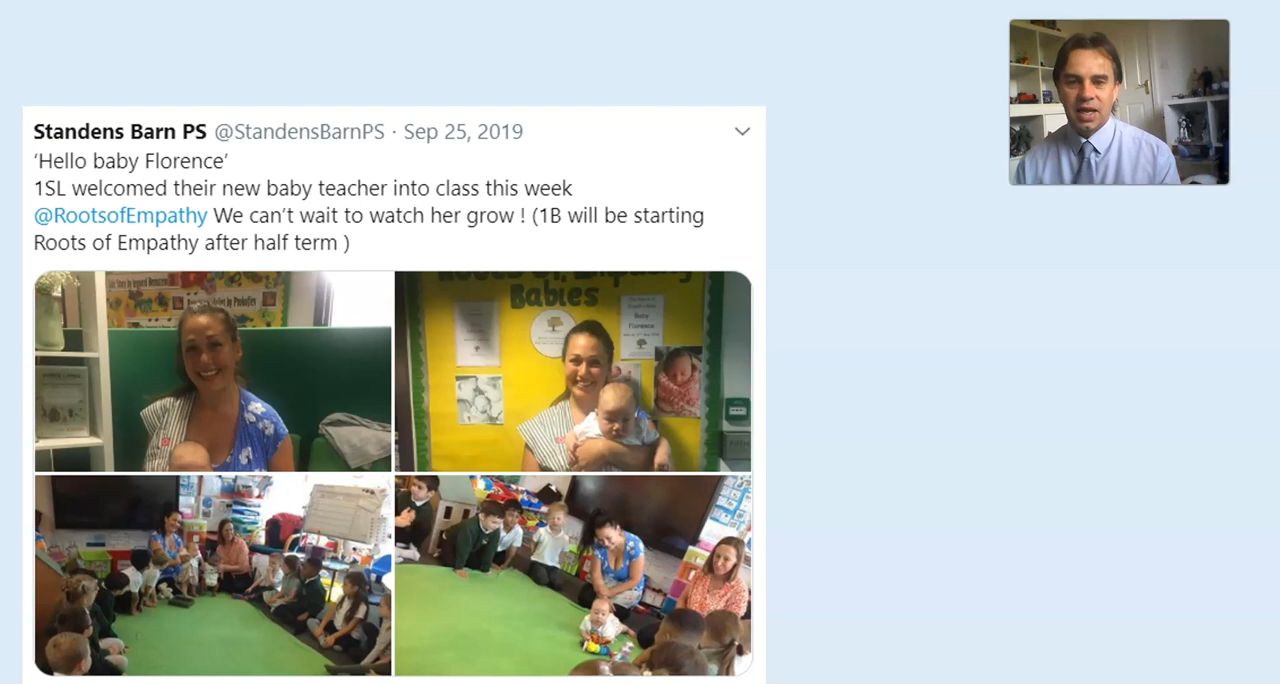 Standens Barn PS @StandensBarnPS · Sep 25, 2019
‘Hello baby Florence’
1SL welcomed their new baby teacher into class this week
@RootsofEmpathy We can’t wait to watch her grow ! (1B will be starting
Roots of Empathy after half term )
Roots of Empathy
Babies
Baby
Florence